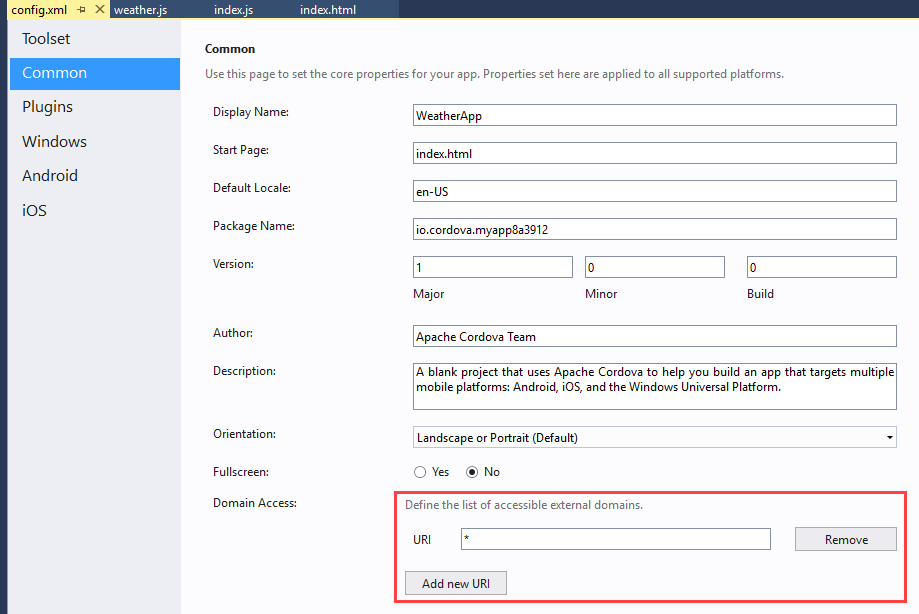 config.xml
weather.js
index.js
index.html
Toolset
Common
Plugins
Windows
Android
iOS
Common
Use this page to set the core properties for your app. Properties set here are applied to all supported platforms.
Display Name: WeatherApp
Start Page: index.html
Default Locale: en-US
Package Name: io.cordova.myapp8a3912
Version: 1 0 0
Major Minor Build
Author: Apache Cordova Team
Description: A blank project that uses Apache Cordova to help you build an app that targets multiple
mobile platforms: Android, iOS, and the Windows Universal Platform.
Orientation: Landscape or Portrait (Default)
Fullscreen: Yes No
Domain Access: Define the list of accessible external domains.
URI * Remove
Add new URI